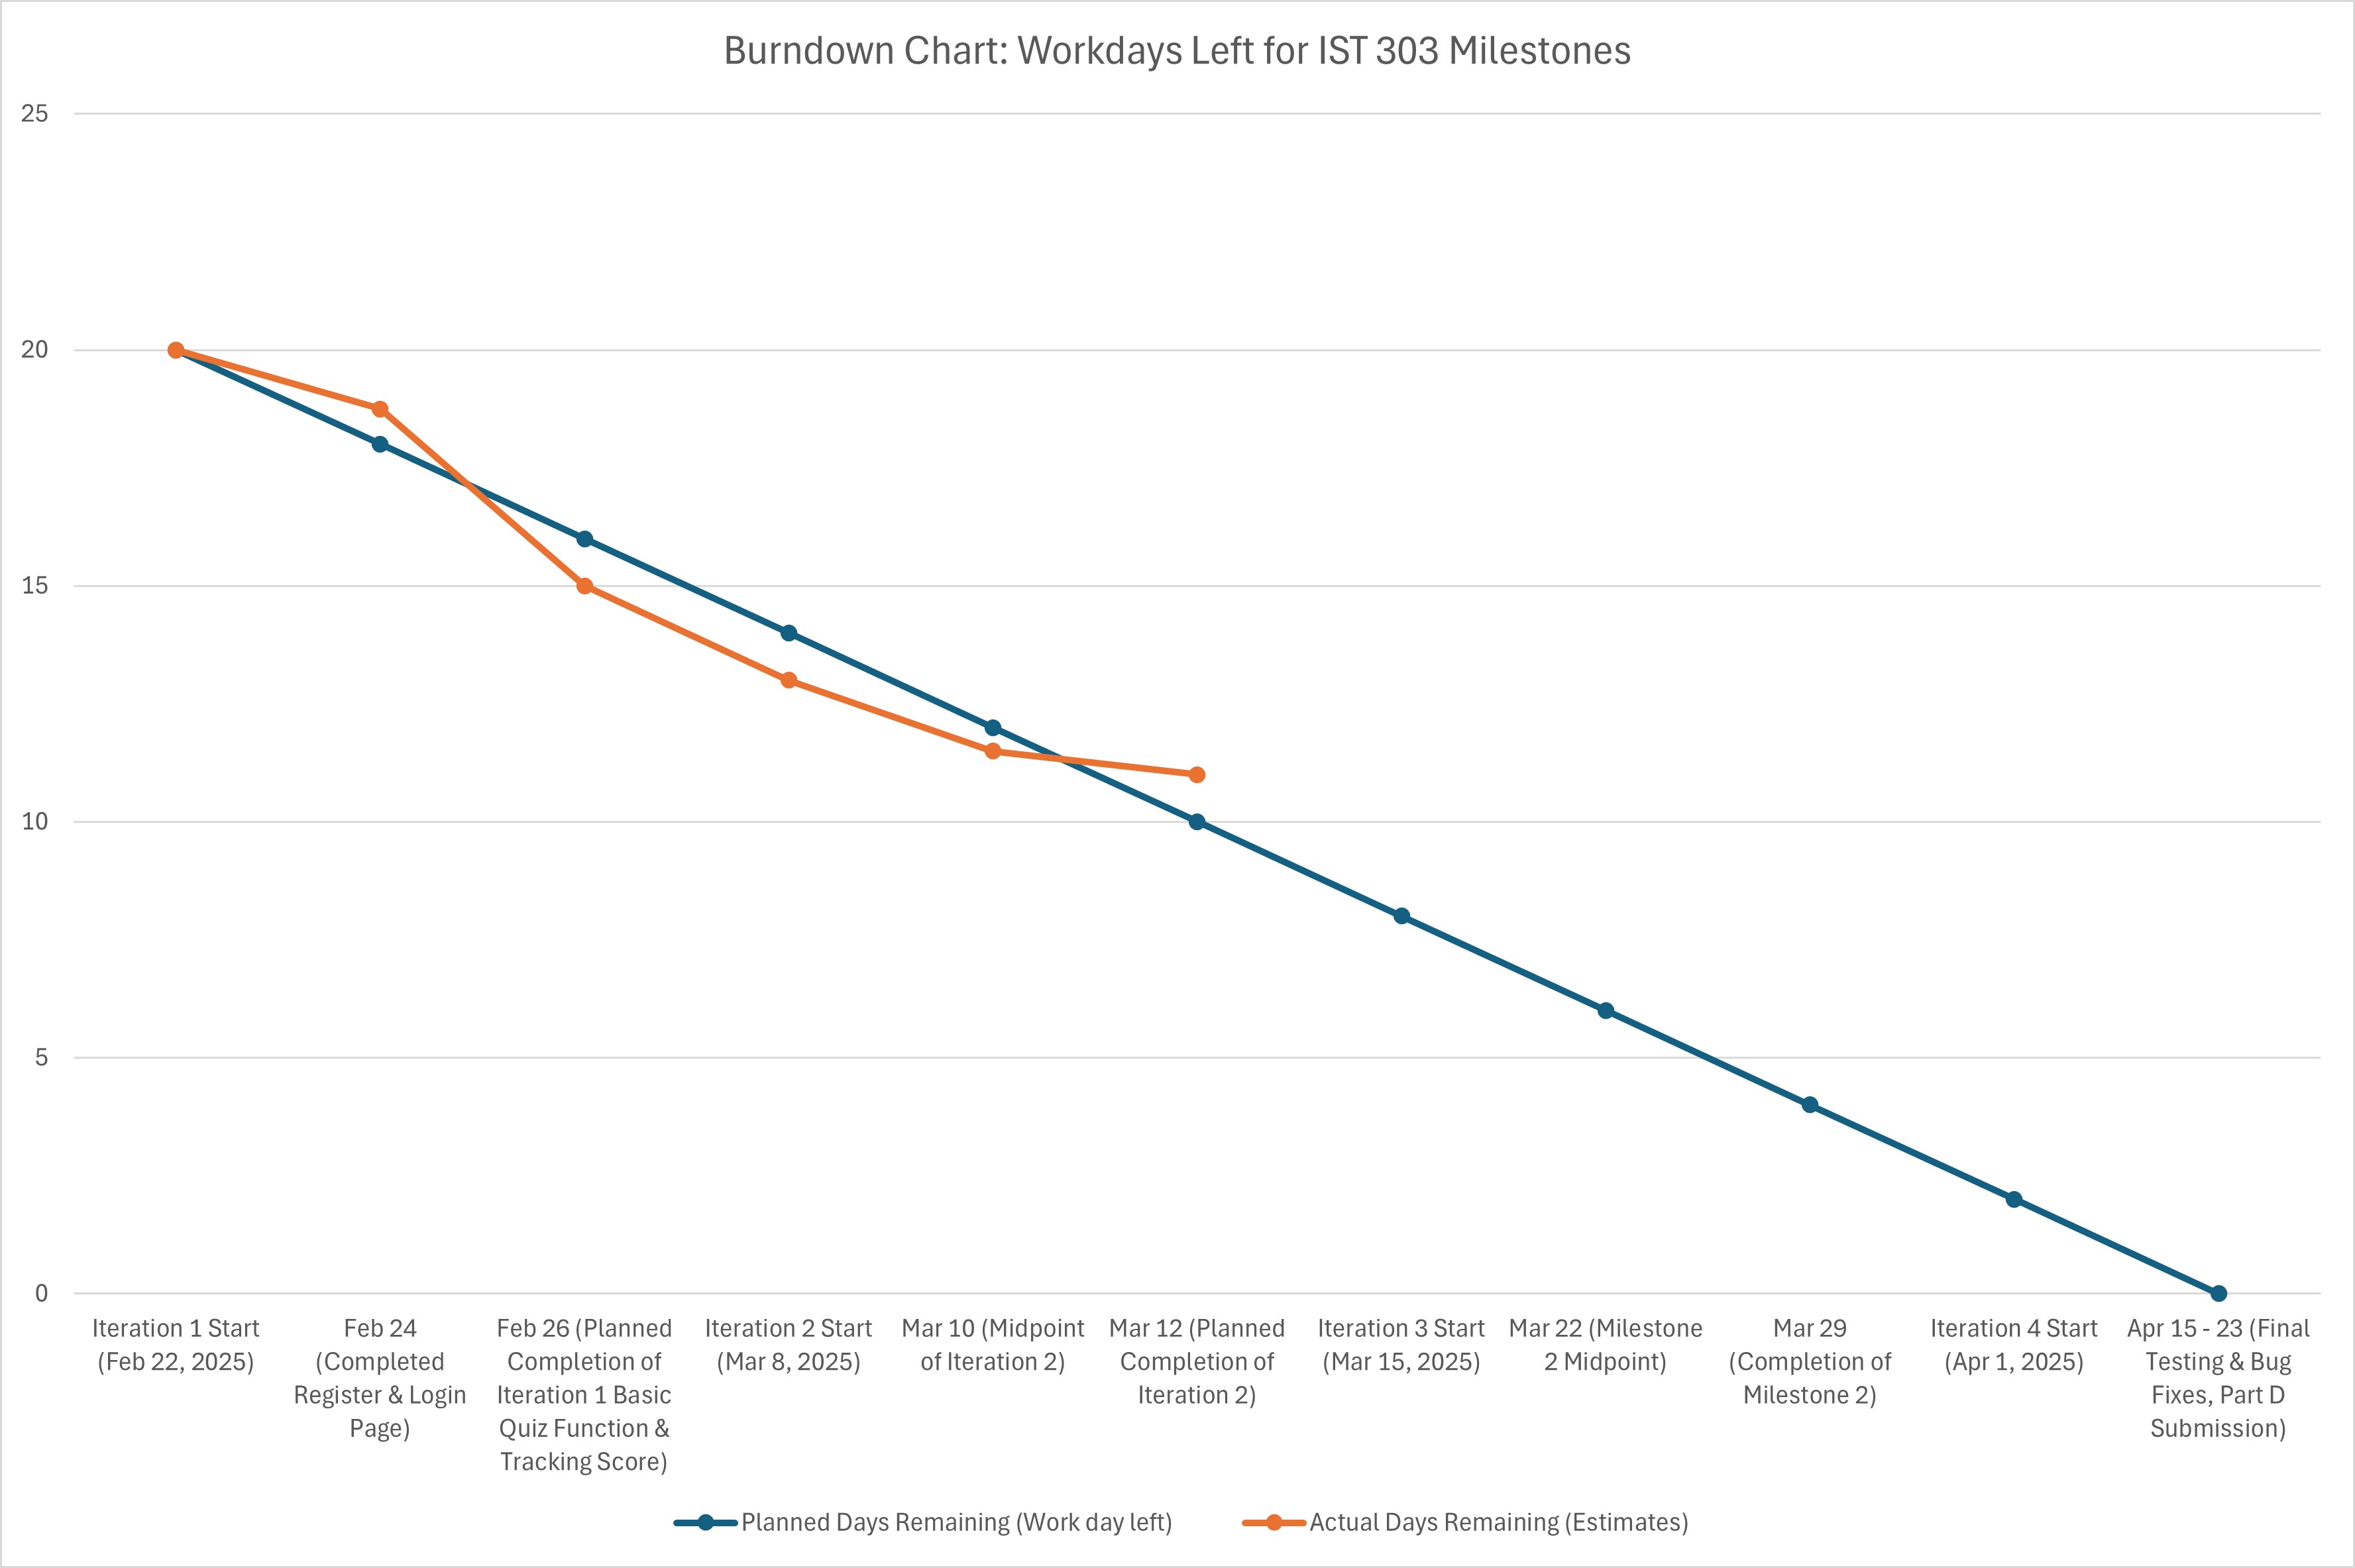 Burndown Chart: Workdays Left for IST 303 Milestones
25
20
15
10
5
0
Iteration 1 Start
(Feb 22, 2025)
Feb 24
(Completed
Register & Login
Page)
Feb 26 (Planned
Completion of
Iteration 1 Basic
Quiz Function &
Tracking Score)
Iteration 2 Start
(Mar 8, 2025)
Mar 10 (Midpoint
of Iteration 2)
Mar 12 (Planned
Completion of
Iteration 2)
Iteration 3 Start
(Mar 15, 2025)
Mar 22 (Milestone
2 Midpoint)
Mar 29
(Completion of
Milestone 2)
Iteration 4 Start
(Apr 1, 2025)
Apr 15 - 23 (Final
Testing & Bug
Fixes, Part D
Submission)
Planned Days Remaining (Work day left)
Actual Days Remaining (Estimates)